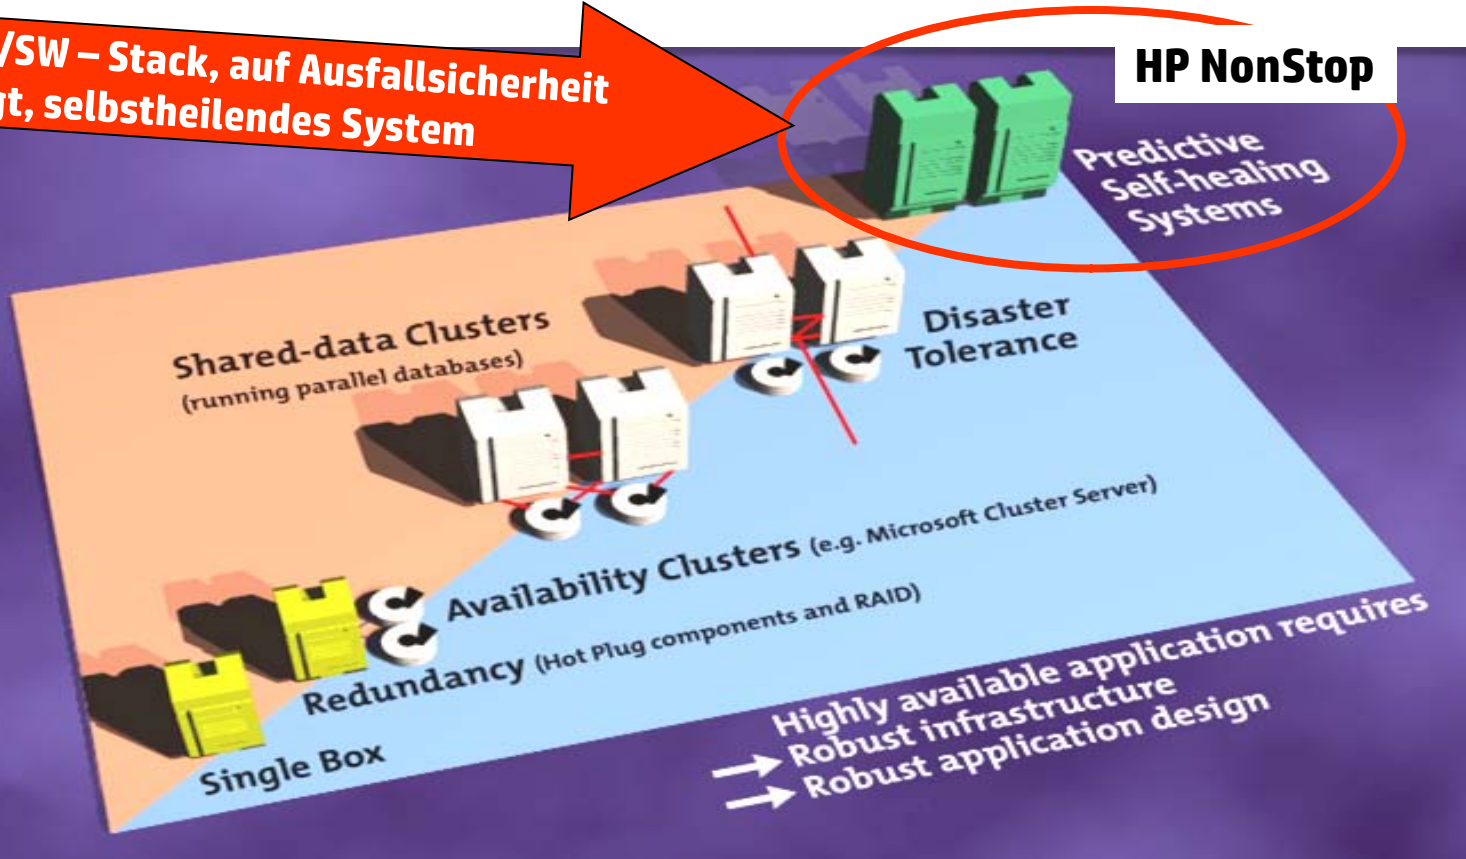 /SW – Stack, auf Ausfallsicherheit
gt, selbstheilendes System
HP NonStop
Predictive
Self-healing
Systems
Disaster
Tolerance
Shared-data Clusters
(running parallel databases)
Availability Clusters (e.g. Microsoft Cluster Server)
Redundancy (Hot Plug components and RAID)
Single Box
Highly available application requires
Robust infrastructure
Robust application design